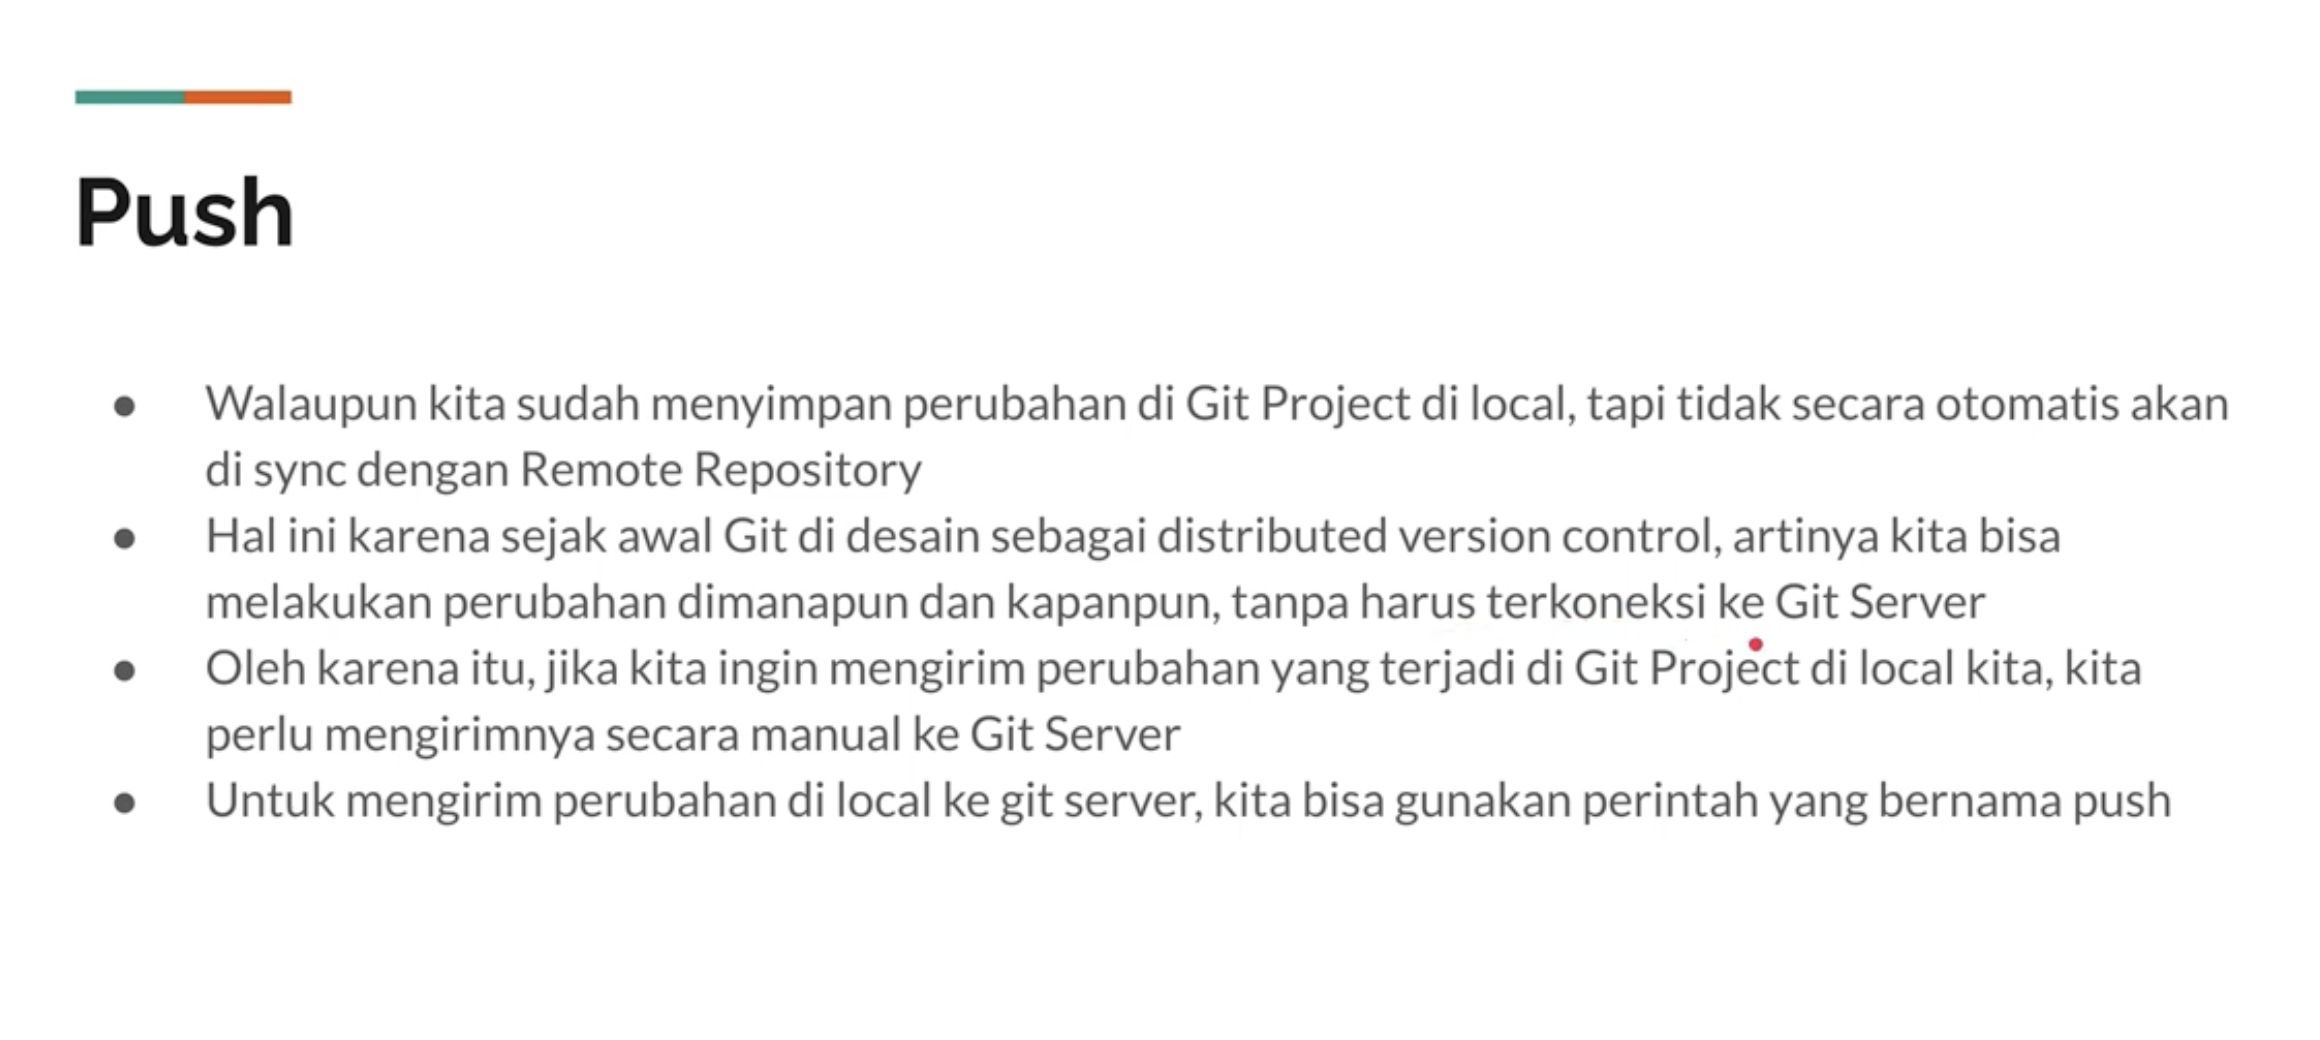 Push
● Walaupun kita sudah menyimpan perubahan di Git Project di local, tapi tidak secara otomatis akan
di sync dengan Remote Repository
● Hal ini karena sejak awal Git di desain sebagai distributed version control, artinya kita bisa
melakukan perubahan dimanapun dan kapanpun, tanpa harus terkoneksi ke Git Server
● Oleh karena itu, jika kita ingin mengirim perubahan yang terjadi di Git Project di local kita, kita
perlu mengirimnya secara manual ke Git Server
● Untuk mengirim perubahan di local ke git server, kita bisa gunakan perintah yang bernama push